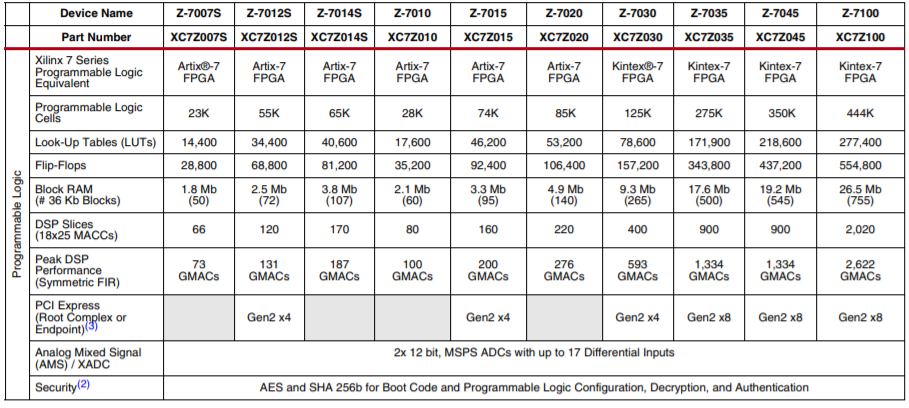 Device Name Z-7007S Z-7012S Z-7014S Z-7010 Z-7015 Z-7020 Z-7030 Z-7035 Z-7045 Z-7100
Part Number XC7Z007S XC7Z012S XC7Z014S XC7Z010 XC7Z015 XC7Z020 XC7Z030 XC7Z035 XC7Z045 XC7Z100
Programmable Logic
Xilinx 7 Series
Programmable Logic
Equivalent
Artix®-7
FPGA
Artix-7
FPGA
Artix-7
FPGA
Artix-7
FPGA
Artix-7
FPGA
Artix-7
FPGA
Kintex®-7
FPGA
Kintex-7
FPGA
Kintex-7
FPGA
Kintex-7
FPGA
Programmable Logic
Cells
23K 55K 65K 28K 74K 85K 125K 275K 350K 444K
Look-Up Tables (LUTs) 14,400 34,400 40,600 17,600 46,200 53,200 78,600 171,900 218,600 277,400
Flip-Flops 28,800 68,800 81,200 35,200 92,400 106,400 157,200 343,800 437,200 554,800
Block RAM
(# 36 Kb Blocks)
1.8 Mb
(50)
2.5 Mb
(72)
3.8 Mb
(107)
2.1 Mb
(60)
3.3 Mb
(95)
4.9 Mb
(140)
9.3 Mb
(265)
17.6 Mb
(500)
19.2 Mb
(545)
26.5 Mb
(755)
DSP Slices
(18x25 MACCs)
66 120 170 80 160 220 400 900 900 2,020
Peak DSP
Performance
(Symmetric FIR)
73
GMACs
131
GMACs
187
GMACs
100
GMACs
200
GMACs
276
GMACs
593
GMACs
1,334
GMACs
1,334
GMACs
2,622
GMACs
PCI Express
(Root Complex or
Endpoint)(3)
Gen2 x4 Gen2 x4 Gen2 x4 Gen2 x8 Gen2 x8 Gen2 x8
Analog Mixed Signal
(AMS) / XADC
2x 12 bit, MSPS ADCs with up to 17 Differential Inputs
Security(2) AES and SHA 256b for Boot Code and Programmable Logic Configuration, Decryption, and Authentication